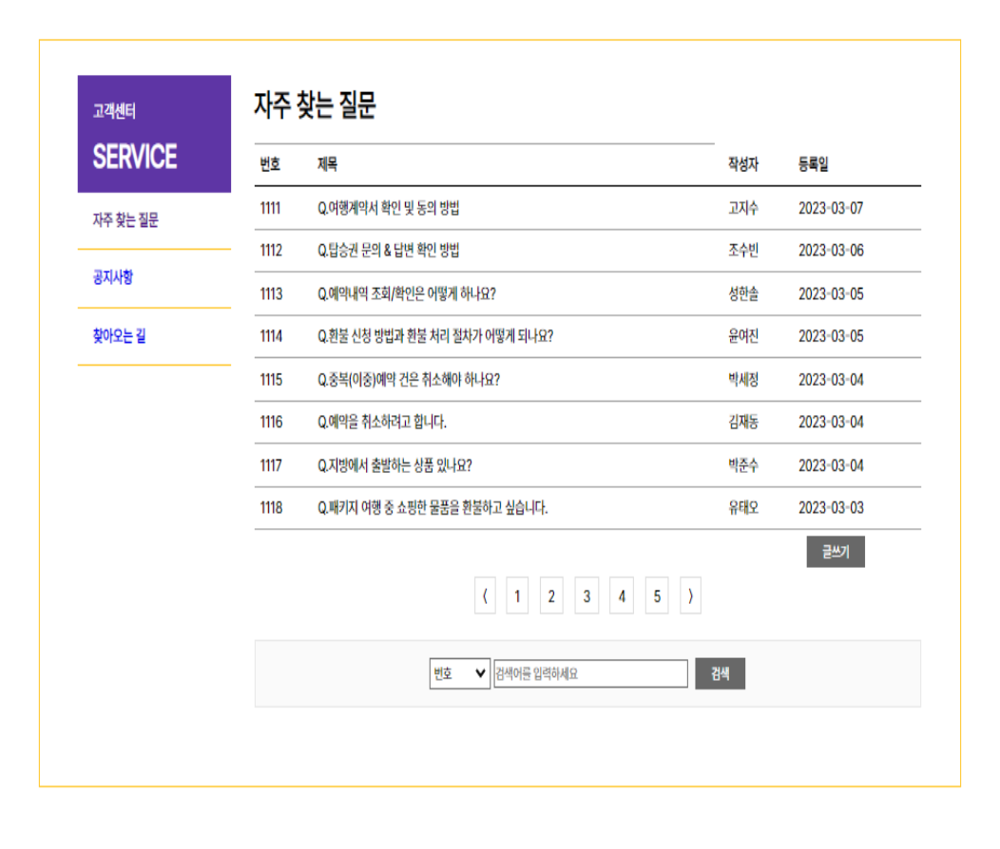 고객센터
SERVICE
자주 찾는 질문
공지사항
찾아오는 길
자주 찾는 질문
번호 제목 작성자 등록일
1111 Q.여행계약서 확인 및 동의 방법 고지수 2023-03-07
1112 Q.탑승권 문의 & 답변 확인 방법 조수빈 2023-03-06
1113 Q.예약내역 조회/확인은 어떻게 하나요? 성한솔 2023-03-05
1114 Q.환불 신청 방법과 환불 처리 절차가 어떻게 되나요? 윤여진 2023-03-05
1115 Q.중복(이중)예약 건은 취소해야 하나요? 박세정 2023-03-04
1116 Q.예약을 취소하려고 합니다. 김재동 2023-03-04
1117 Q.지방에서 출발하는 상품 있나요? 박준수 2023-03-04
1118 Q.패키지 여행 중 쇼핑한 물품을 환불하고 싶습니다. 유태오 2023-03-03
글쓰기
⟨ 1 2 3 4 5 ⟩
번호 검색어를 입력하세요 검색